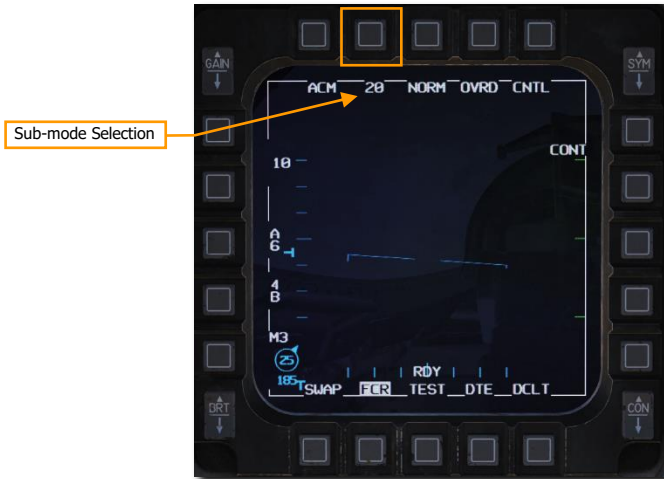 GAIN
SYM
ACM 20 NORM OVRD CNTL
Sub-mode Selection
CONT
10
A
6
4
B
M3
25
RDY
185
SWAP FCR TEST DTE DCLT
BRT
CON